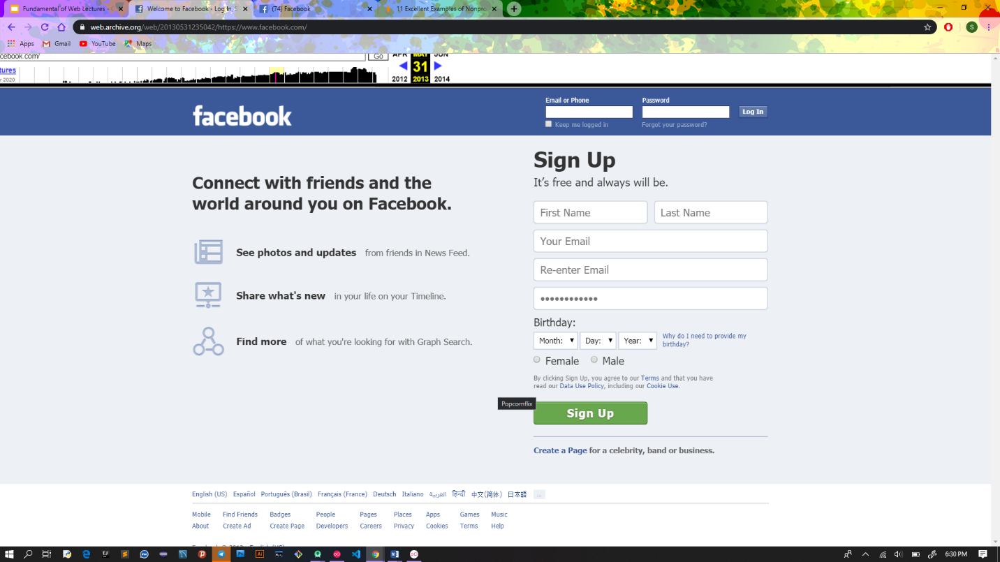 Fundamental of Web Lectures -
Welcome to Facebook - Log In, S
(74) Facebook
11 Excellent Examples of Nonpro
web.archive.org/web/20130531235042/https://www.facebook.com/
Apps Gmail YouTube Maps
cebook.com/ Go APR MAY JUN
31
tures
2020 2012 2013 2014
facebook
Email or Phone Password
Log In
Keep me logged in Forgot your password?
Connect with friends and the
world around you on Facebook.
See photos and updates from friends in News Feed.
Share what's new in your life on your Timeline.
Find more of what you're looking for with Graph Search.
Sign Up
It's free and always will be.
First Name Last Name
Your Email
Re-enter Email
••••••••••••
Birthday:
Month: Day: Year: Why do I need to provide my
birthday?
Female Male
By clicking Sign Up, you agree to our Terms and that you have
read our Data Use Policy, including our Cookie Use.
Popcornflix
Sign Up
Create a Page for a celebrity, band or business.
English (US) Español Português (Brasil) Français (France) Deutsch Italiano العربية हिन्दी 中文(简体) 日本語 ...
Mobile Find Friends Badges People Pages Places Apps Games Music
About Create Ad Create Page Developers Careers Privacy Cookies Terms Help
6:30 PM